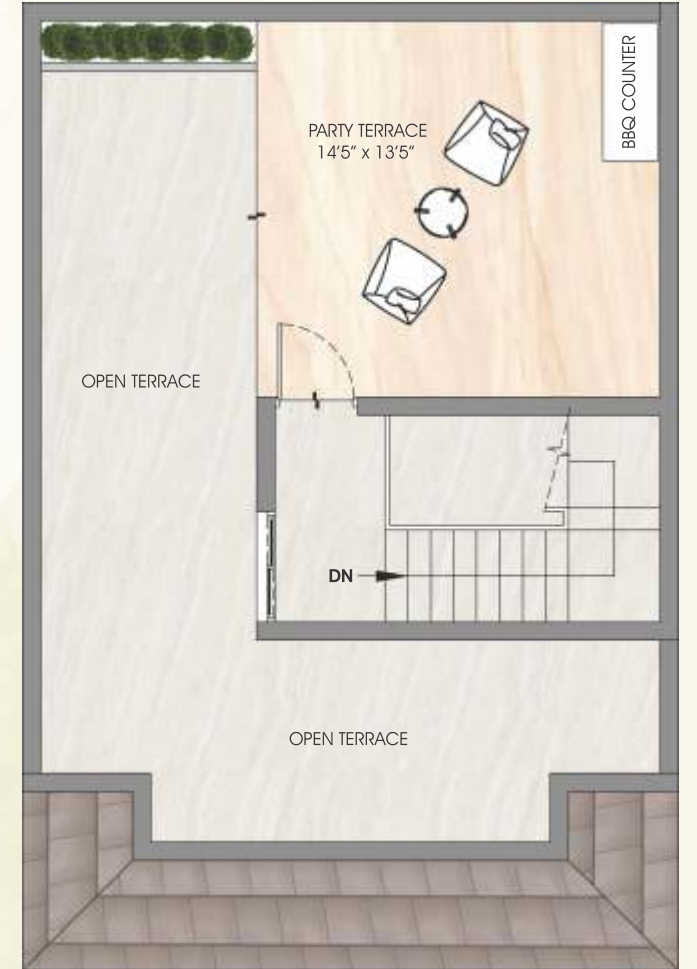 BBQ COUNTER
PARTY TERRACE
14'5” x 13'5”
OPEN TERRACE
DN
OPEN TERRACE